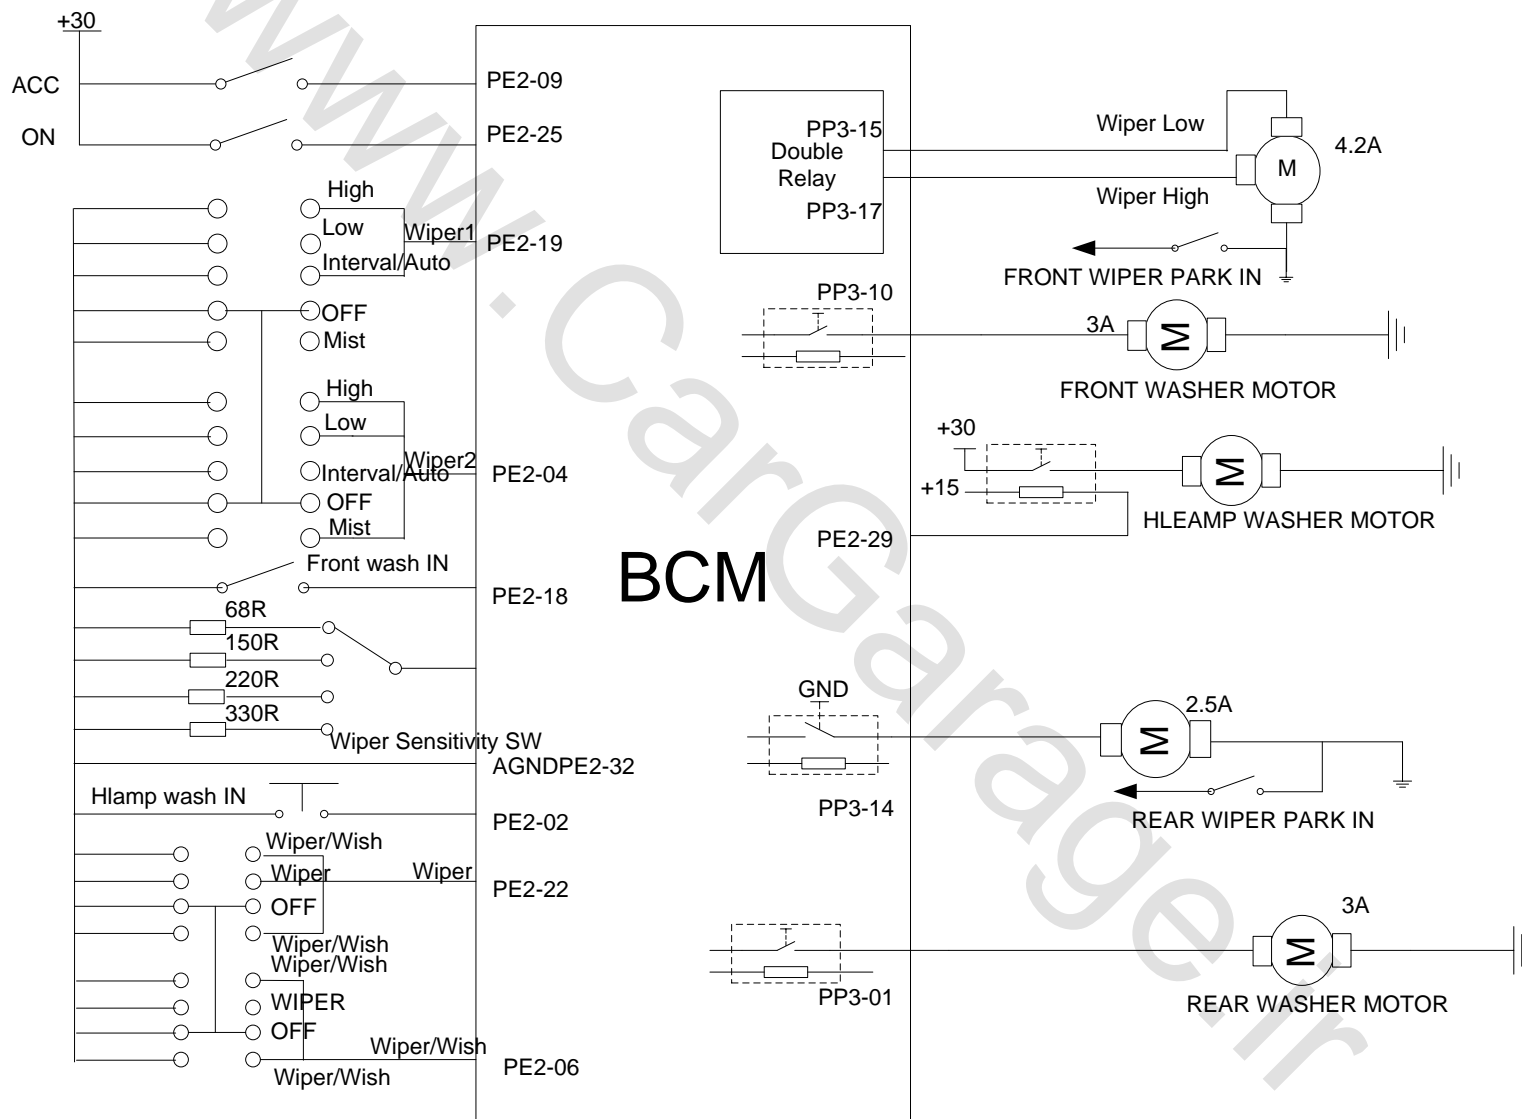 +30
ACC
PE2-09
ON
PE2-25
High
Low
Wiper1
PE2-19
Interval/Auto
OFF
Mist
High
Low
Wiper2
Interval/Auto
PE2-04
OFF
Mist
Front wash IN
PE2-18
68R
150R
220R
330R
Wiper Sensitivity SW
AGNDPE2-32
Hlamp wash IN
PE2-02
Wiper/Wish
Wiper
Wiper
PE2-22
OFF
Wiper/Wish
Wiper/Wish
WIPER
OFF
Wiper/Wish
PE2-06
Wiper/Wish
BCM
PP3-15
Double
Relay
PP3-17
Wiper Low
4.2A
M
Wiper High
FRONT WIPER PARK IN
PP3-10
3A
M
FRONT WASHER MOTOR
+30
+15
M
HLEAMP WASHER MOTOR
PE2-29
GND
2.5A
M
PP3-14
REAR WIPER PARK IN
3A
M
PP3-01
REAR WASHER MOTOR
www.CarGarage.ir